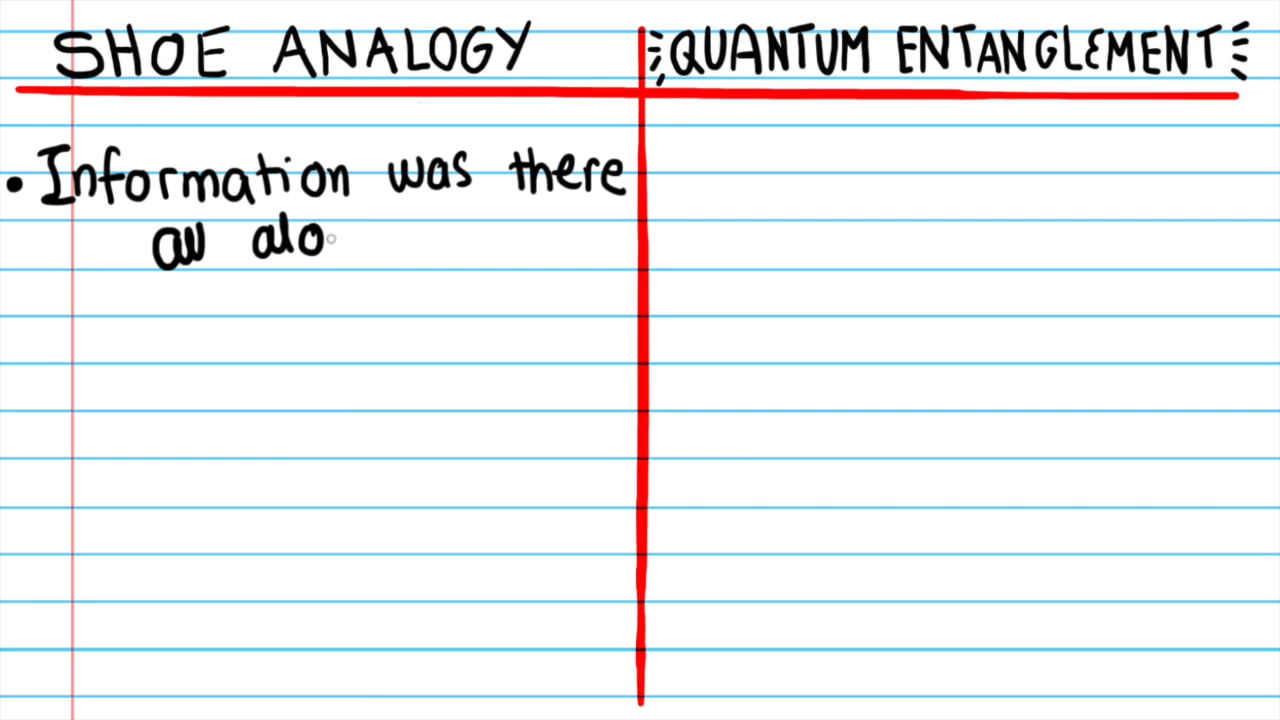 SHOE ANALOGY
QUANTUM ENTANGLEMENT
• Information was there
all alo